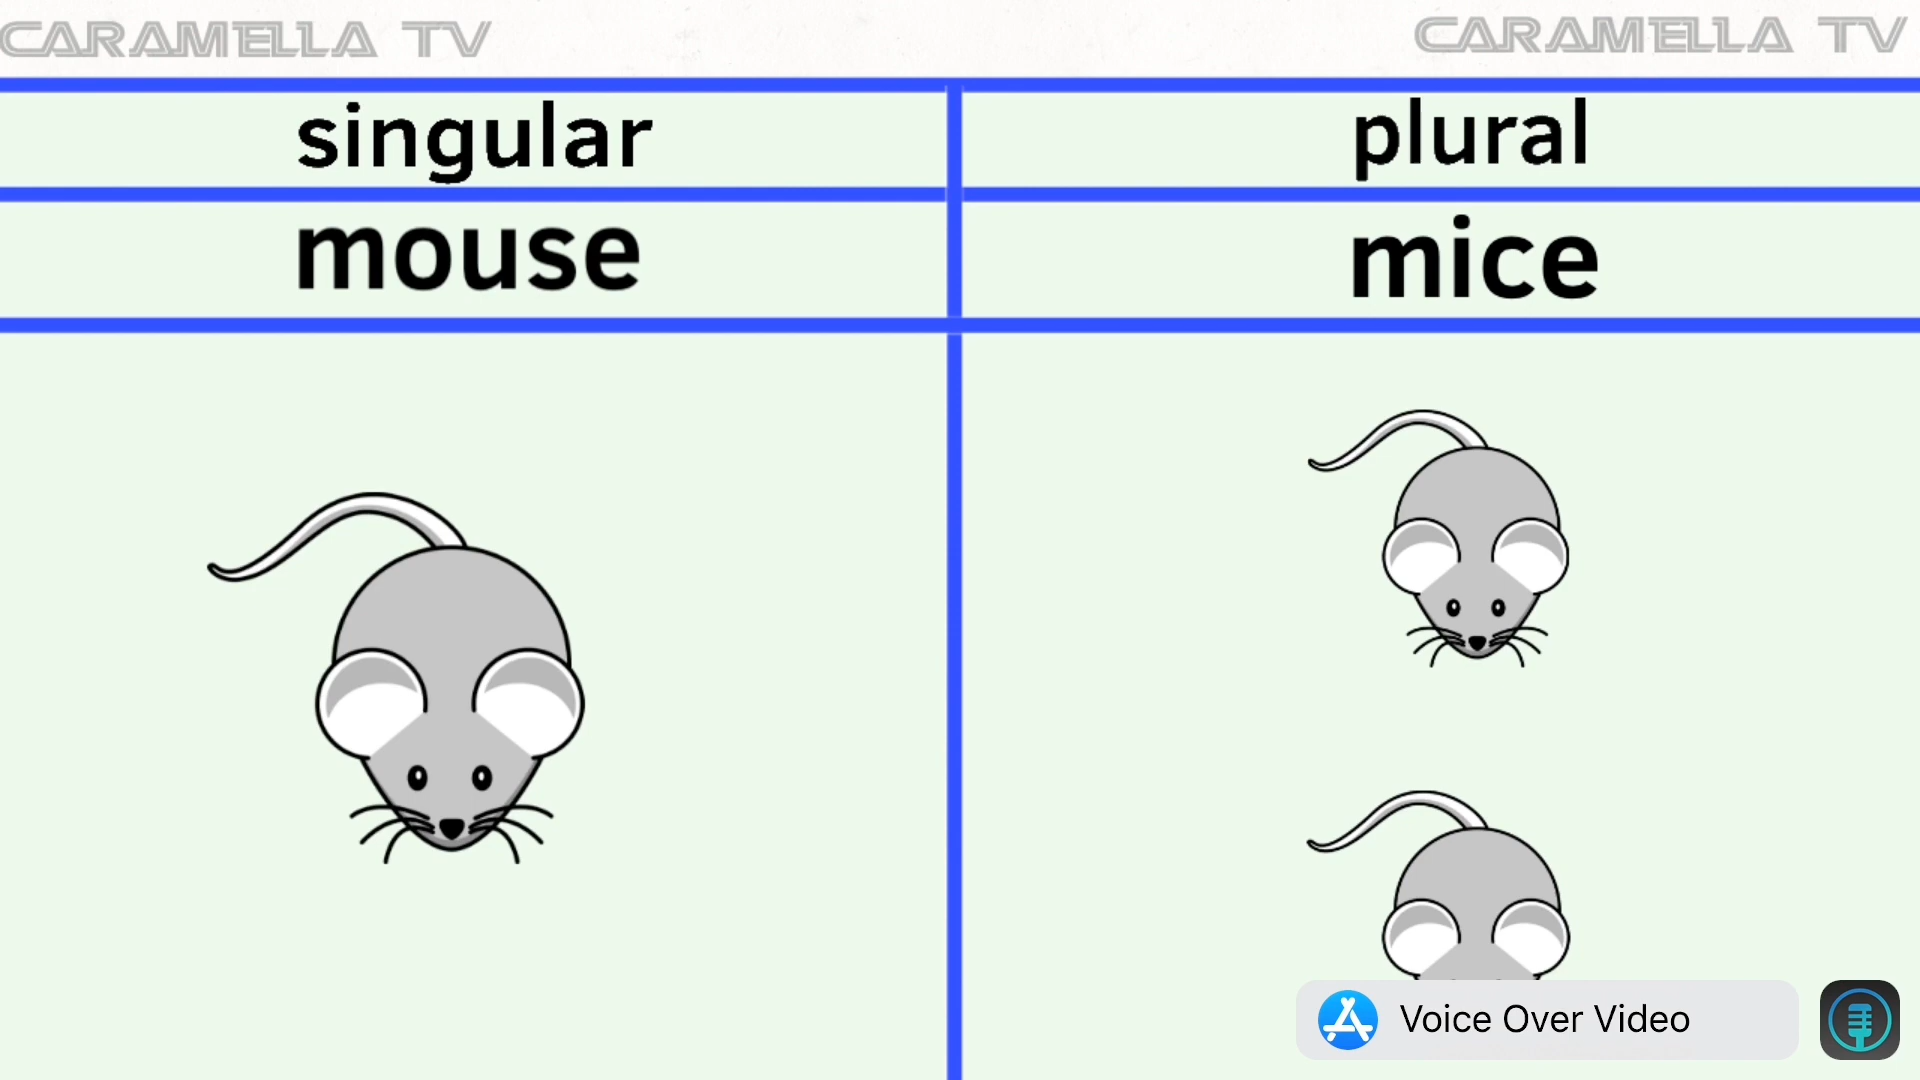 CARAMELLA TV
CARAMELLA TV
singular
plural
mouse
mice
Voice Over Video